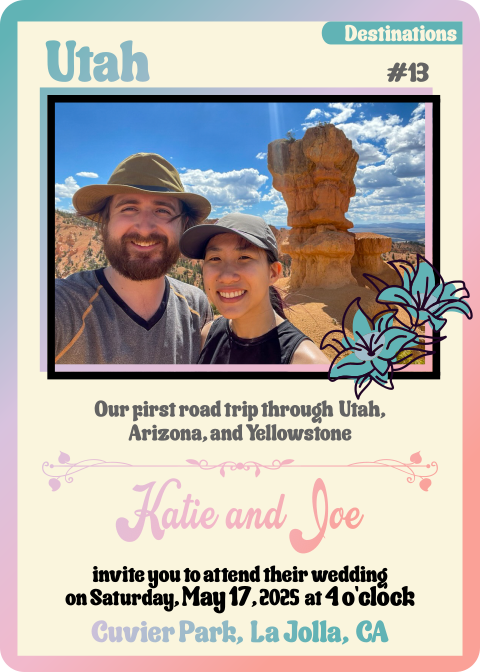 Destinations
Utah
#13
Our first road trip through Utah,
Arizona, and Yellowstone
Katie and Joe
invite you to attend their wedding
on Saturday, May 17, 2025 at 4 o'clock
Cuvier Park, La Jolla, CA